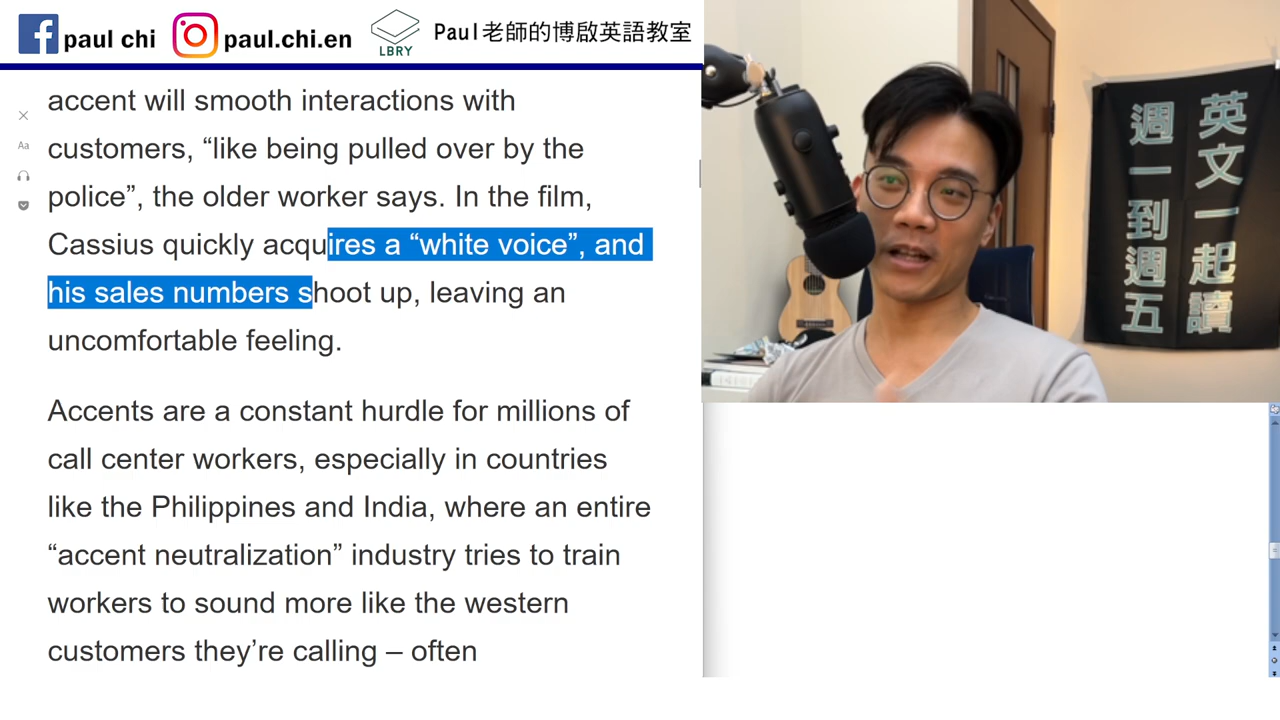 paul chi
paul.chi.en
LBRY
Paul老師的博啟英語教室
accent will smooth interactions with
customers, “like being pulled over by the
police”, the older worker says. In the film,
Cassius quickly acquires a “white voice”, and
his sales numbers shoot up, leaving an
uncomfortable feeling.
Accents are a constant hurdle for millions of
call center workers, especially in countries
like the Philippines and India, where an entire
“accent neutralization” industry tries to train
workers to sound more like the western
customers they’re calling – often
Aa
英文一起讀
週一到週五